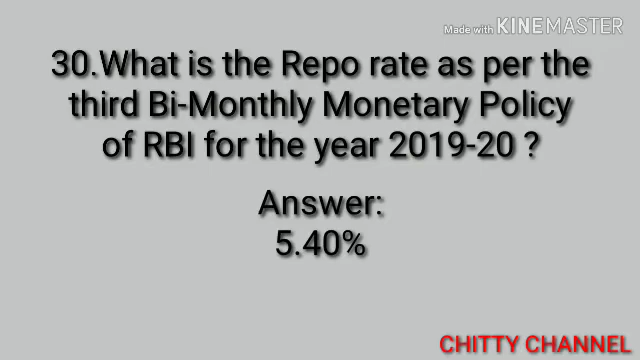 Made with KINEMASTER
30.What is the Repo rate as per the
third Bi-Monthly Monetary Policy
of RBI for the year 2019-20 ?
Answer:
5.40%
CHITTY CHANNEL